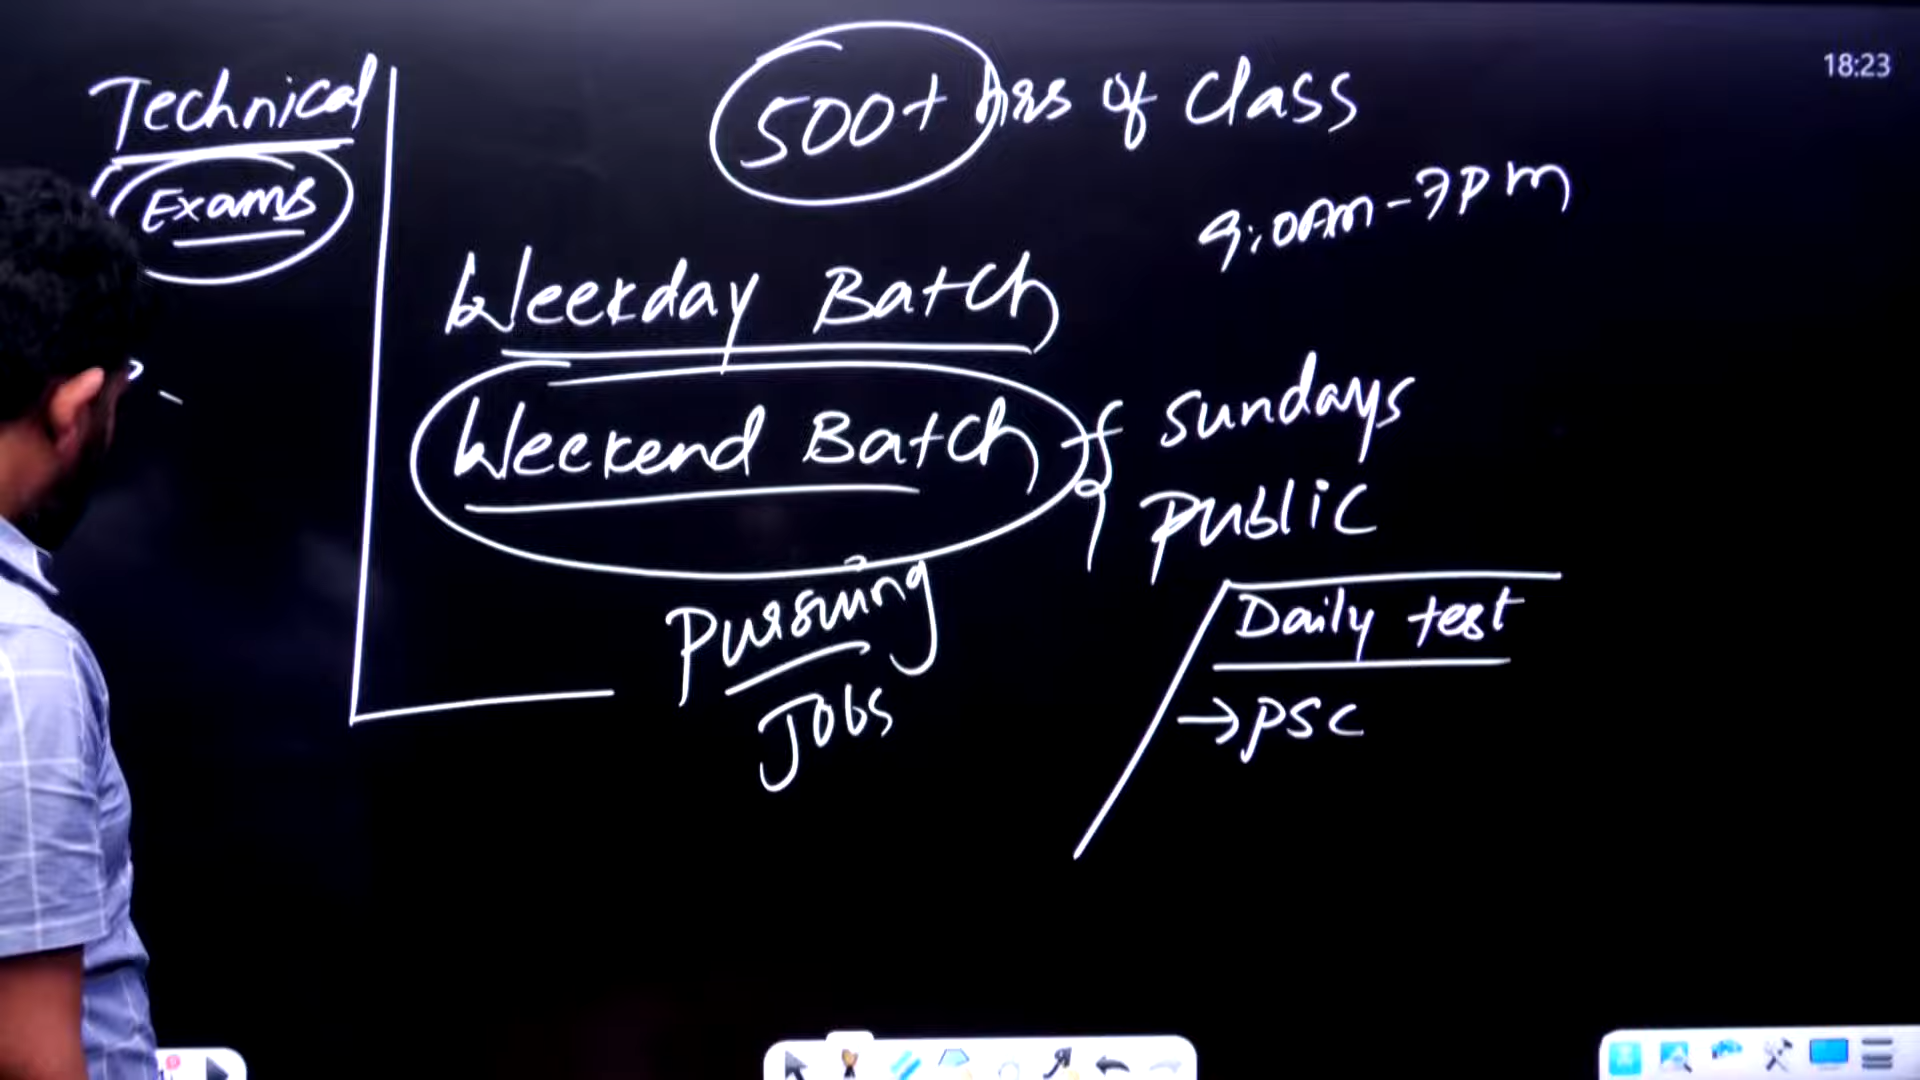 18:23
Technical
Exams
500+ hrs of class
9:00AM-7PM
Weekday Batch
Weekend Batch
Sundays
Public
Pursuing
Jobs
Daily test
→PSC